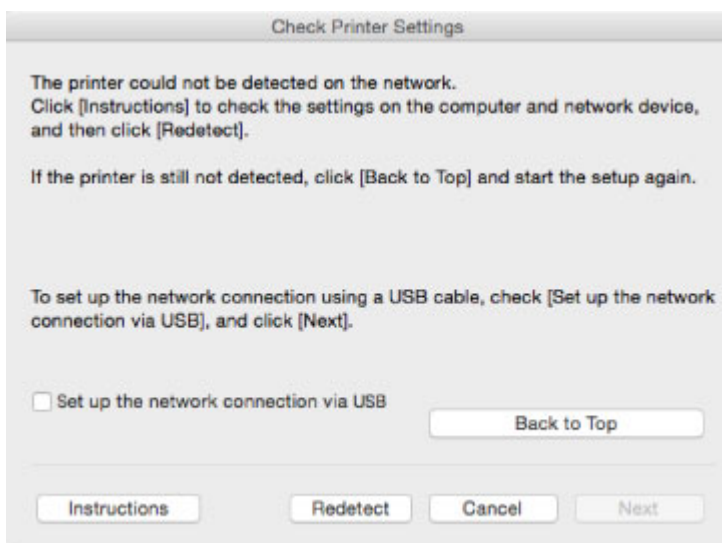 Check Printer Settings
The printer could not be detected on the network.
Click [Instructions] to check the settings on the computer and network device,
and then click [Redetect].
If the printer is still not detected, click [Back to Top] and start the setup again.
To set up the network connection using a USB cable, check [Set up the network
connection via USB], and click [Next].
Set up the network connection via USB
Back to Top
Instructions Redetect Cancel Next